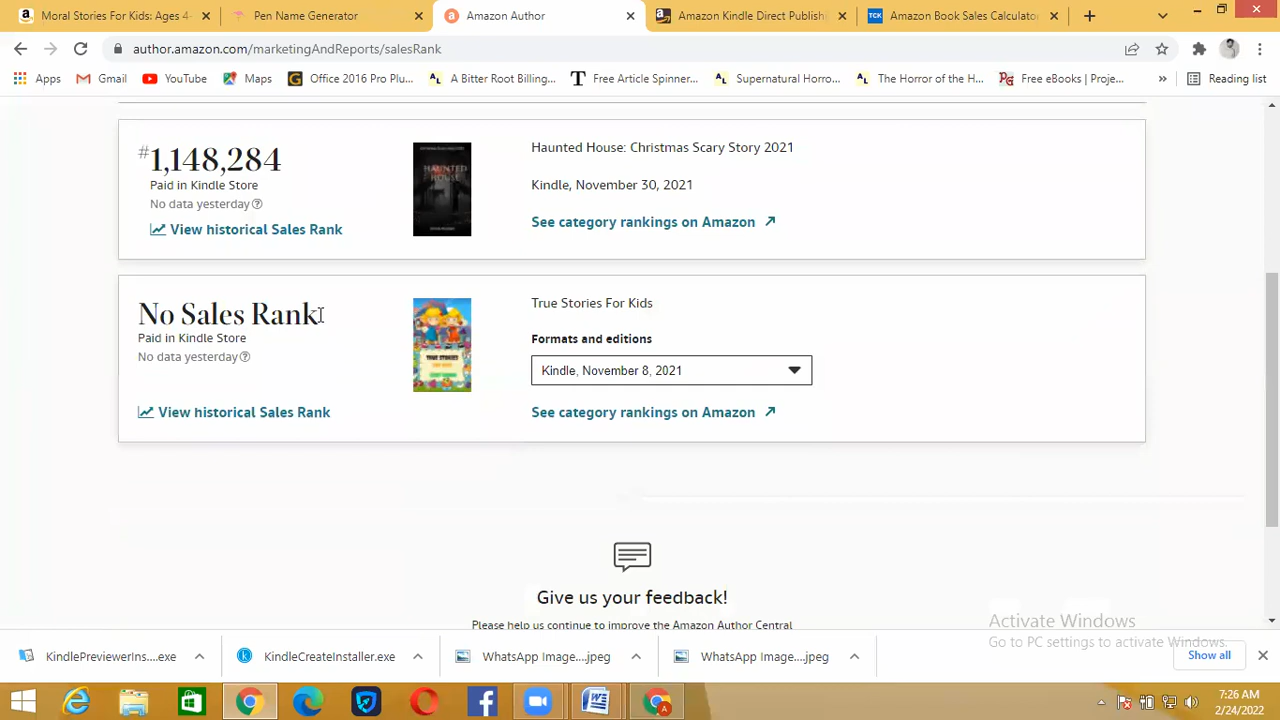 Moral Stories For Kids: Ages 4-
Pen Name Generator
Amazon Author
Amazon Kindle Direct Publish
TCK
Amazon Book Sales Calculator
author.amazon.com/marketingAndReports/salesRank
Apps
Gmail
YouTube
Maps
Office 2016 Pro Plu...
A Bitter Root Billing...
Free Article Spinner...
Supernatural Horro...
The Horror of the H...
Free eBooks | Proje...
Reading list
#1,148,284
Paid in Kindle Store
No data yesterday
View historical Sales Rank
HAUNTED
HOUSE
Haunted House: Christmas Scary Story 2021
Kindle, November 30, 2021
See category rankings on Amazon
No Sales Rank
Paid in Kindle Store
No data yesterday
View historical Sales Rank
TRUE STORIES
True Stories For Kids
Formats and editions
Kindle, November 8, 2021
See category rankings on Amazon
Give us your feedback!
Please help us continue to improve the Amazon Author Central
Activate Windows
Go to PC settings to activate Windows.
KindlePreviewerIns....exe
KindleCreateInstaller.exe
WhatsApp Image....jpeg
WhatsApp Image....jpeg
Show all
7:26 AM
2/24/2022